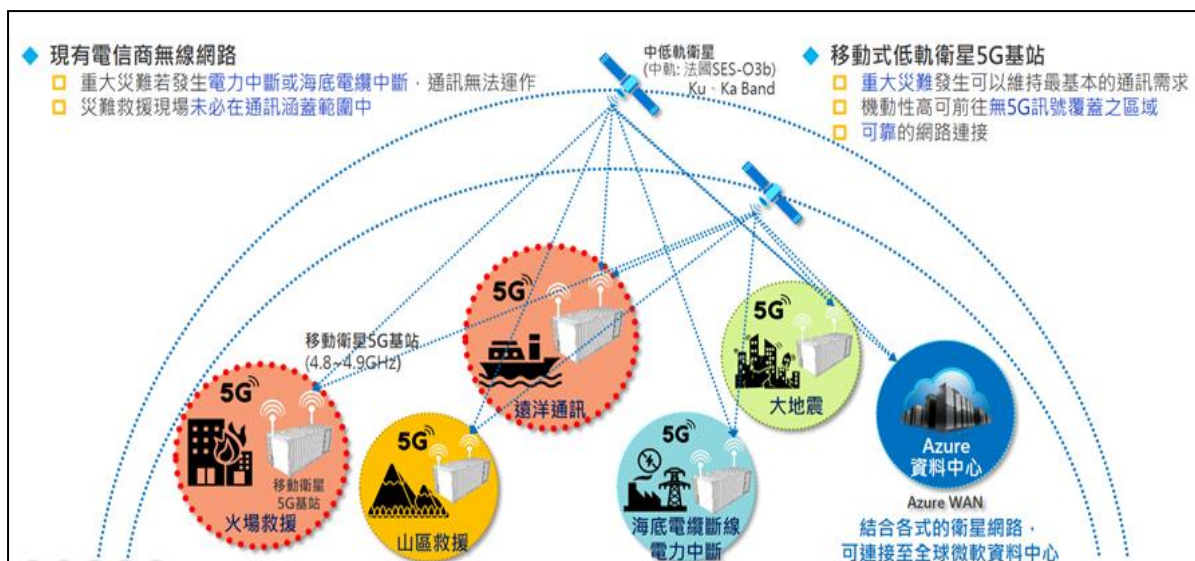 現有電信商無線網路
重大災難若發生電力中斷或海底電纜中斷，通訊無法運作
災難救援現場未必在通訊涵蓋範圍中
中低軌衛星
(中軌: 法國SES-O3b)
Ku、Ka Band
移動式低軌衛星5G基站
重大災難發生可以維持最基本的通訊需求
機動性高可前往無5G訊號覆蓋之區域
可靠的網路連接
移動衛星5G基站
(4.8~4.9GHz)
5G
移動衛星
5G基站
火場救援
5G
山區救援
5G
遠洋通訊
5G
海底電纜斷線
電力中斷
5G
大地震
Azure
資料中心
Azure WAN
結合各式的衛星網路，
可連接至全球微軟資料中心